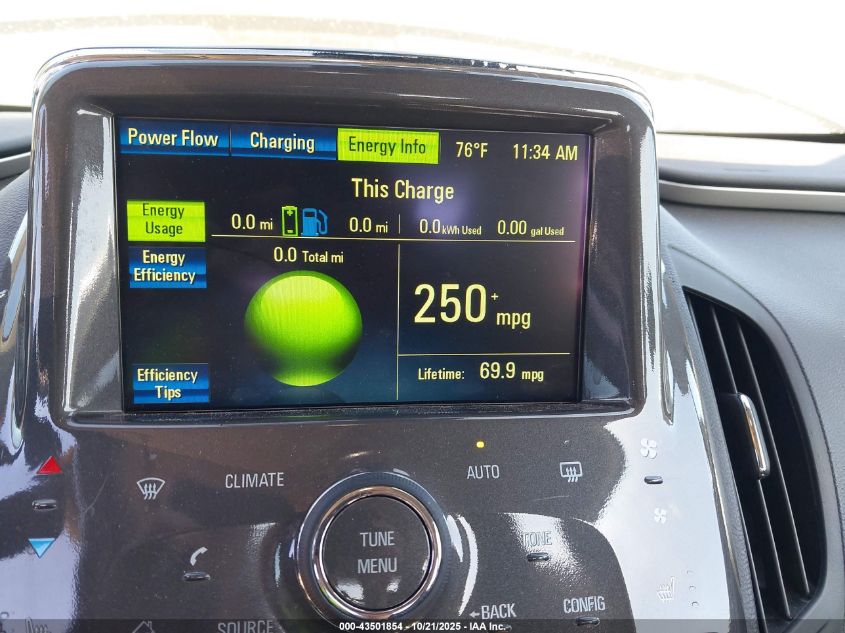 Power Flow Charging Energy Info 76°F 11:34 AM
This Charge
Energy
Usage
0.0 mi 0.0 mi 0.0 kWh Used 0.00 gal Used
Energy
Efficiency
0.0 Total mi
250+ mpg
Efficiency
Tips
Lifetime: 69.9 mpg
CLIMATE AUTO
TUNE
MENU
TONE
BACK CONFIG
SOURCE
000-43501854 - 10/21/2025 - IAA Inc.